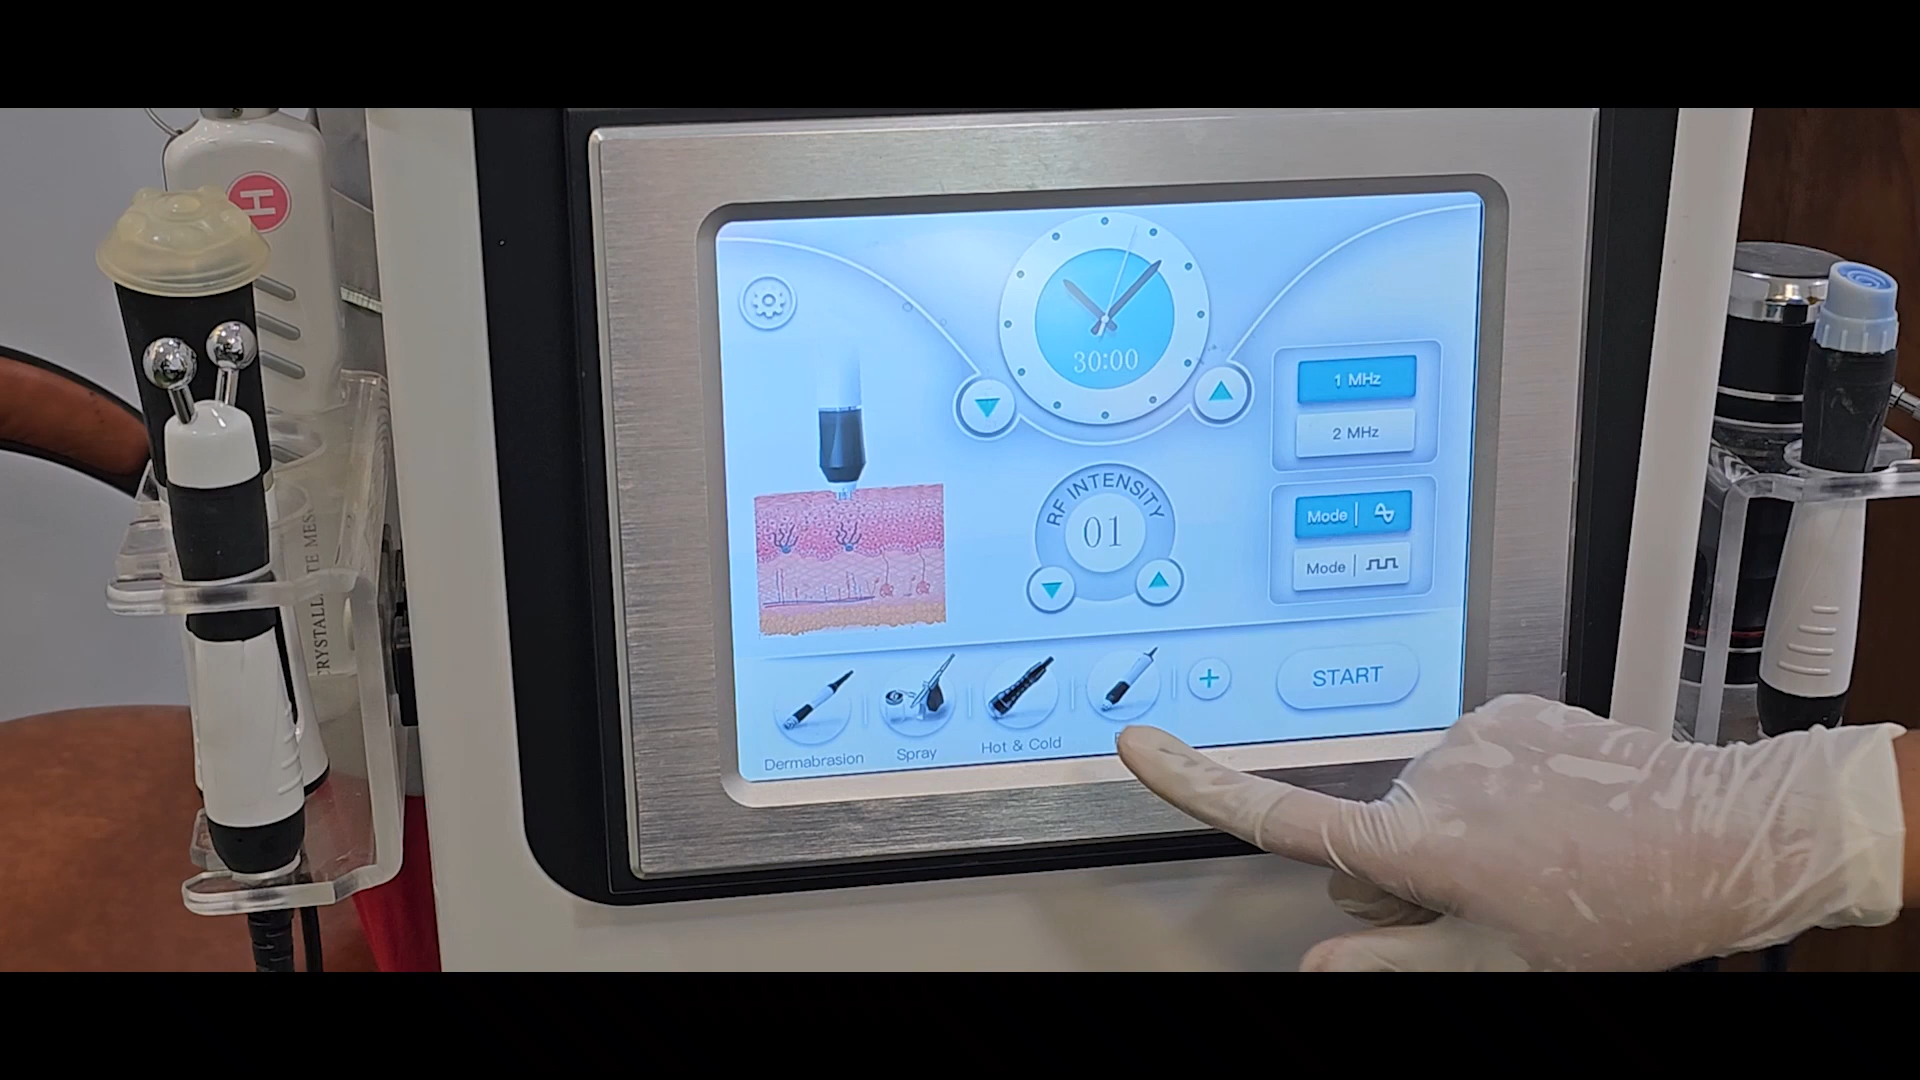 H
30:00
1 MHz
2 MHz
RF INTENSITY
01
Mode
Mode
START
Dermabrasion
Spray
Hot & Cold